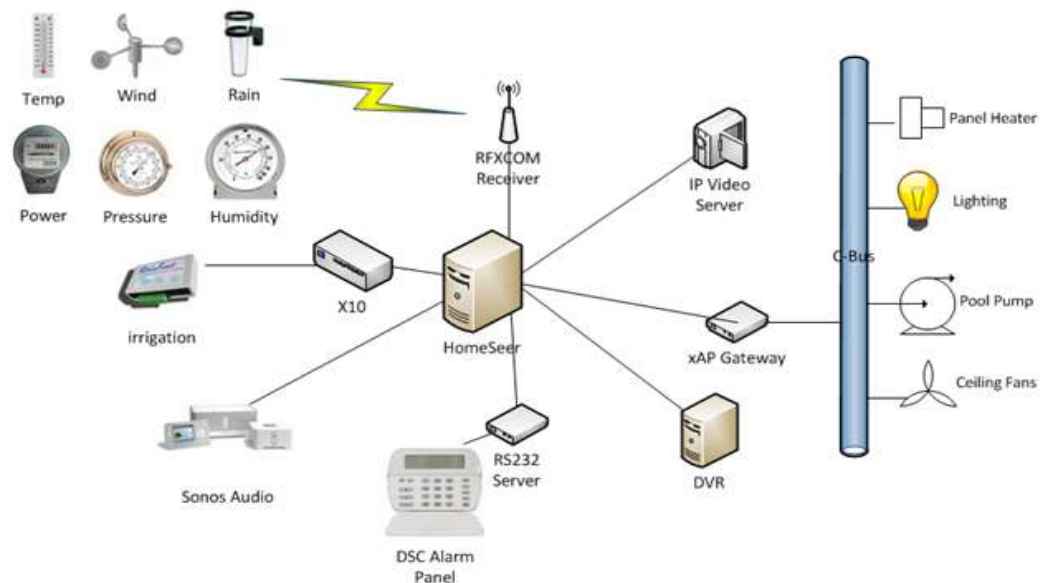 Temp
Wind
Rain
Power
Pressure
Humidity
RFXCOM
Receiver
IP Video
Server
Panel Heater
Lighting
C-Bus
Pool Pump
Ceiling Fans
irrigation
X10
HomeSeer
xAP Gateway
Sonos Audio
RS232
Server
DVR
DSC Alarm
Panel